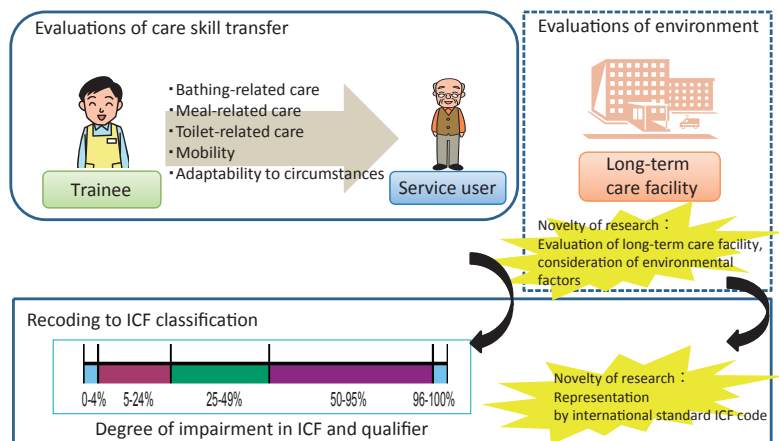 Evaluations of care skill transfer
・Bathing-related care
・Meal-related care
・Toilet-related care
・Mobility
・Adaptability to circumstances
Trainee
Service user
Evaluations of environment
Long-term
care facility
Novelty of research：
Evaluation of long-term care facility,
consideration of environmental
factors
Recoding to ICF classification
0-4% 5-24% 25-49% 50-95% 96-100%
Degree of impairment in ICF and qualifier
Novelty of research：
Representation
by international standard ICF code